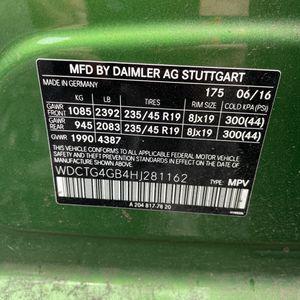 MFD BY DAIMLER AG STUTTGART
MADE IN GERMANY 175 06/16
KG LB TIRES RIM SIZE COLD KPA(PSI)
GAWR FRONT 1085 2392 235/45 R19 8Jx19 300(44)
GAWR REAR 945 2083 235/45 R19 8Jx19 300(44)
GVWR 1990 4387
WDCTG4GB4HJ281162 TYPE: MPV
THIS VEHICLE CONFORMS TO ALL APPLICABLE
U.S. FEDERAL MOTOR VEHICLE SAFETY
AND THEFT PREVENTION STANDARDS IN
EFFECT ON THE DATE OF MANUFACTURE
SHOWN ABOVE.
A 204 817 78 20